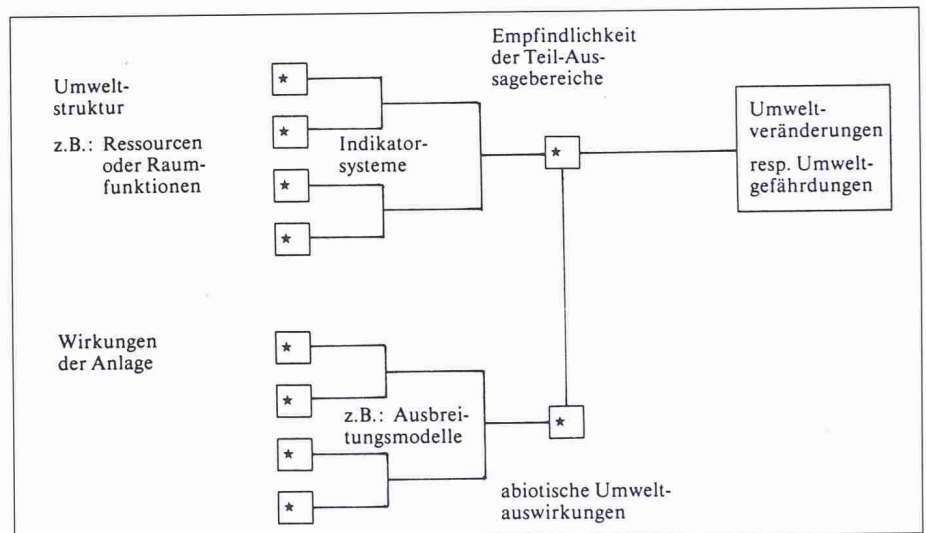 Umwelt-
struktur
z.B.: Ressourcen
oder Raum-
funktionen
Indikator-
systeme
Empfindlichkeit
der Teil-Aus-
sagebereiche
Umwelt-
veränderungen
resp. Umwelt-
gefährdungen
Wirkungen
der Anlage
z.B.: Ausbrei-
tungsmodelle
abiotische Umwelt-
auswirkungen